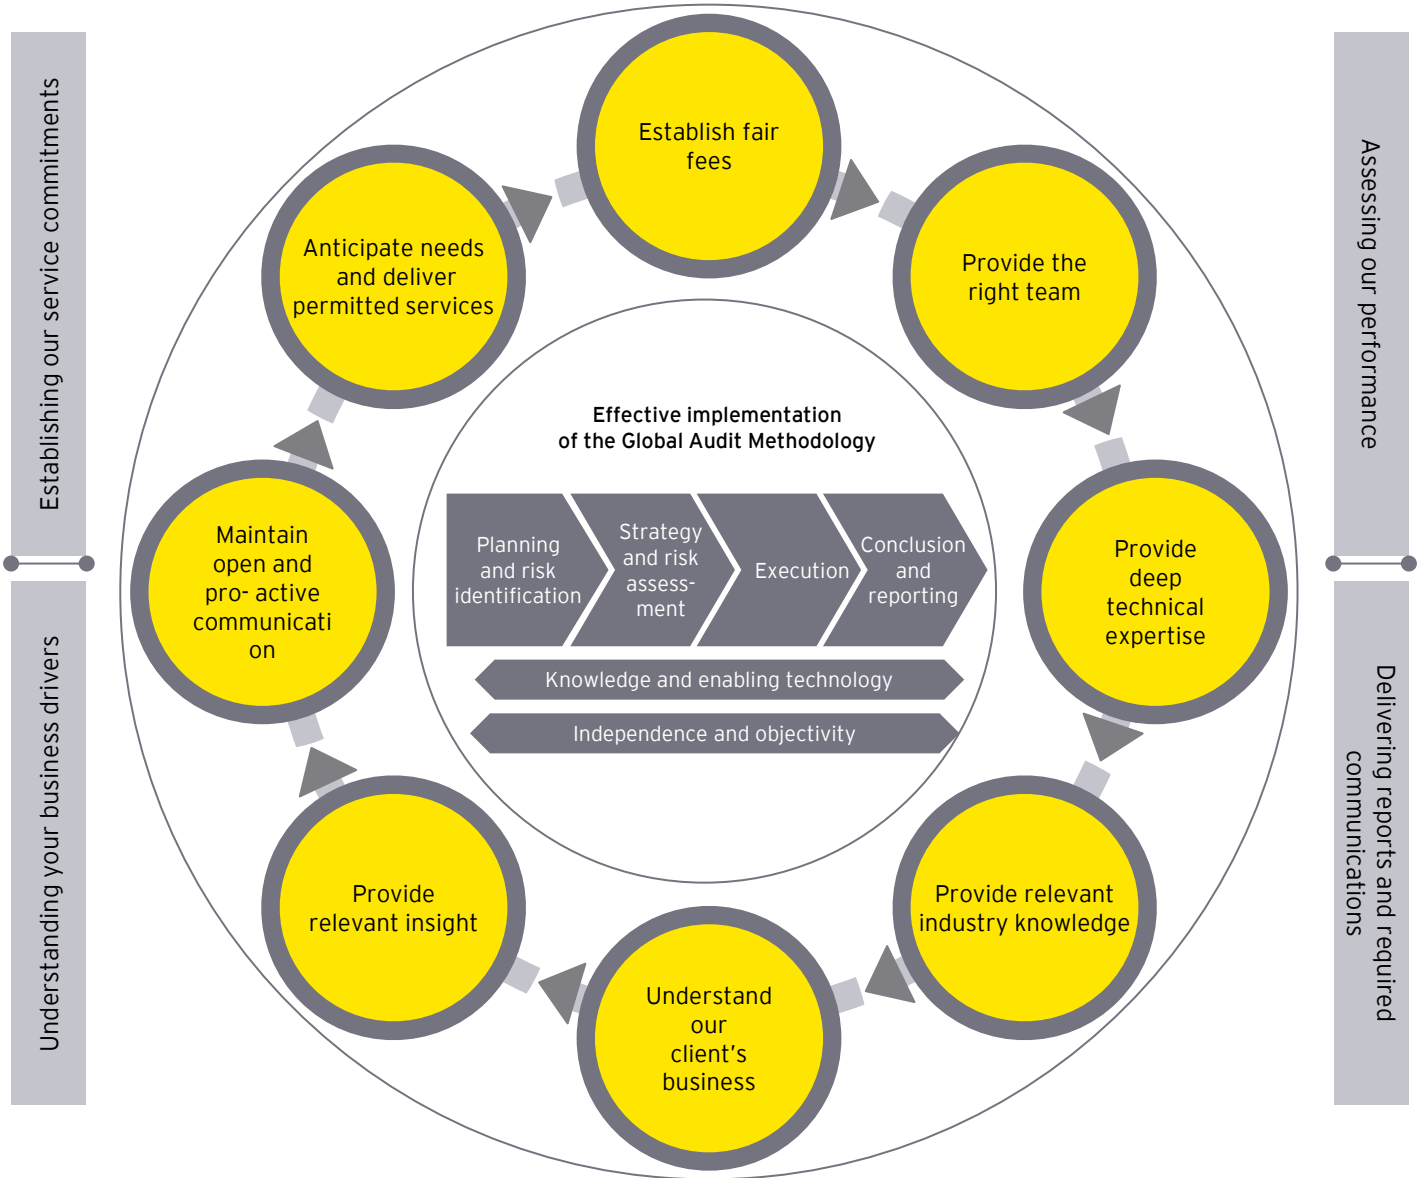 Establishing our service commitments
Understanding your business drivers
Establish fair
fees
Provide the
right team
Provide
deep
technical
expertise
Provide relevant
industry knowledge
Understand
our
client's
business
Provide
relevant insight
Maintain
open and
pro- active
communicati
on
Anticipate needs
and deliver
permitted services
Effective implementation
of the Global Audit Methodology
Planning
and risk
identification
Strategy
and risk
assess-
ment
Execution
Conclusion
and
reporting
Knowledge and enabling technology
Independence and objectivity
Assessing our performance
Delivering reports and required
communications